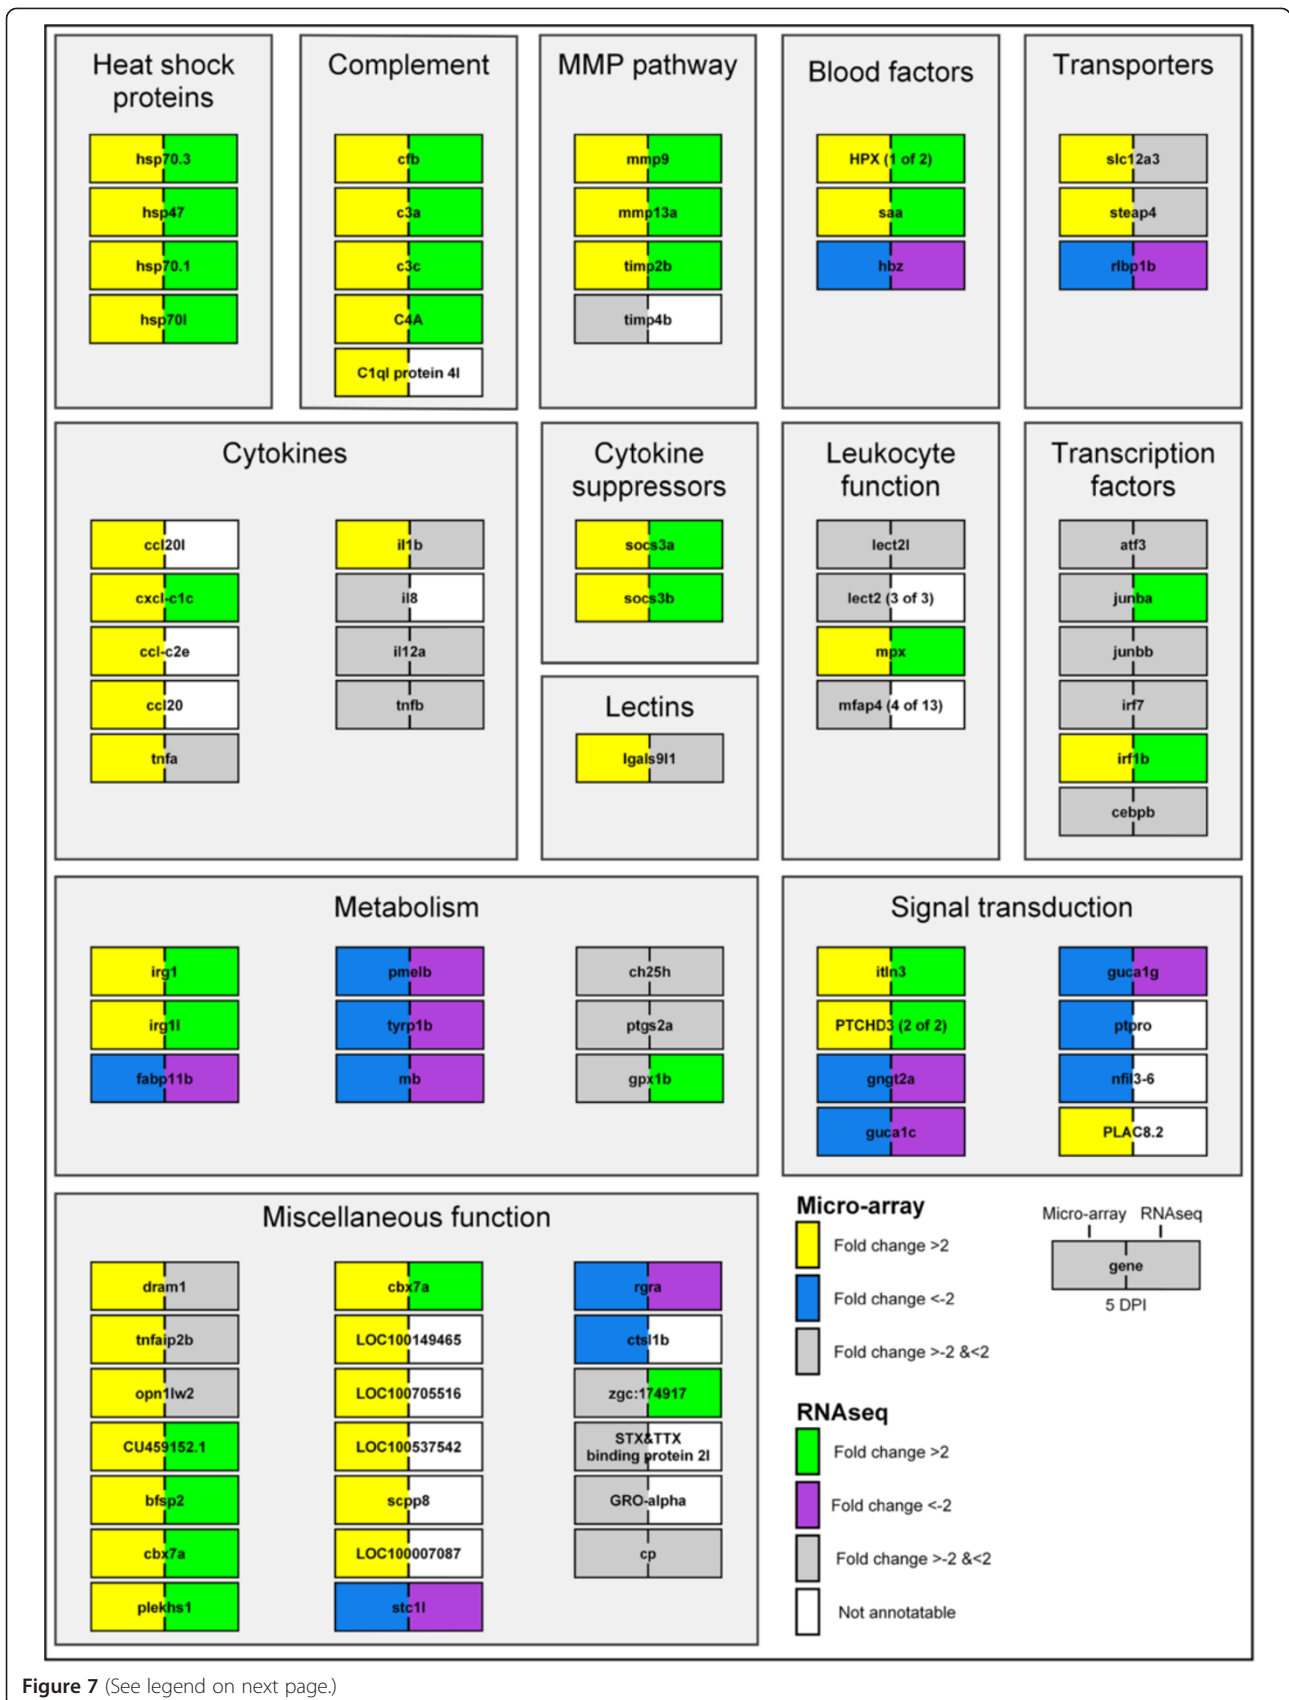 Heat shock
proteins
hsp70.3
hsp47
hsp70.1
hsp70l
Complement
cfb
c3a
c3c
C4A
C1ql protein 4l
MMP pathway
mmp9
mmp13a
timp2b
timp4b
Blood factors
HPX (1 of 2)
saa
hbz
Transporters
slc12a3
steap4
rlbp1b
Cytokines
ccl20l
cxcl-c1c
ccl-c2e
ccl20
tnfa
il1b
il8
il12a
tnfb
Cytokine
suppressors
socs3a
socs3b
Lectins
lgals9l1
Leukocyte
function
lect2l
lect2 (3 of 3)
mpx
mfap4 (4 of 13)
Transcription
factors
atf3
junba
junbb
irf7
irf1b
cebpb
Metabolism
irg1
irg1l
fabp11b
pmelb
tyrp1b
mb
ch25h
ptgs2a
gpx1b
Signal transduction
itln3
PTCHD3 (2 of 2)
gngt2a
guca1c
guca1g
ptpro
nfil3-6
PLAC8.2
Miscellaneous function
dram1
tnfaip2b
opn1lw2
CU459152.1
bfsp2
cbx7a
plekhs1
cbx7a
LOC100149465
LOC100705516
LOC100537542
scpp8
LOC100007087
stc1l
rgra
ctsl1b
zgc:174917
STX&TTX
binding protein 2l
GRO-alpha
cp
Micro-array
Fold change >2
Fold change <-2
Fold change >-2 &<2
RNAseq
Fold change >2
Fold change <-2
Fold change >-2 &<2
Not annotatable
Micro-array RNAseq
gene
5 DPI
Figure 7 (See legend on next page.)